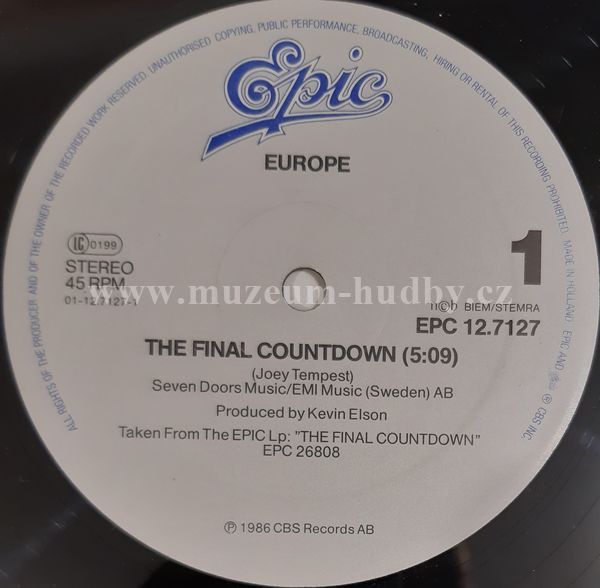 ALL RIGHTS OF THE PRODUCER AND OF THE OWNER OF THE RECORDED WORK RESERVED. UNAUTHORISED COPYING, PUBLIC PERFORMANCE, BROADCASTING, HIRING OR RENTAL OF THIS RECORDING PROHIBITED. MADE IN HOLLAND EPIC AND ℗ CBS INC.
Epic
EUROPE
LC 0199
STEREO
45 RPM
01-12.7127-1
1
n©b BIEM/STEMRA
EPC 12.7127
www.muzeum-hudby.cz
THE FINAL COUNTDOWN (5:09)
(Joey Tempest)
Seven Doors Music/EMI Music (Sweden) AB
Produced by Kevin Elson
Taken From The EPIC Lp: "THE FINAL COUNTDOWN"
EPC 26808
℗ 1986 CBS Records AB